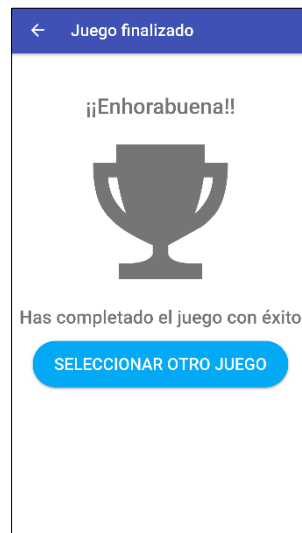 Juego finalizado
¡¡Enhorabuena!!
Has completado el juego con éxito
SELECCIONAR OTRO JUEGO